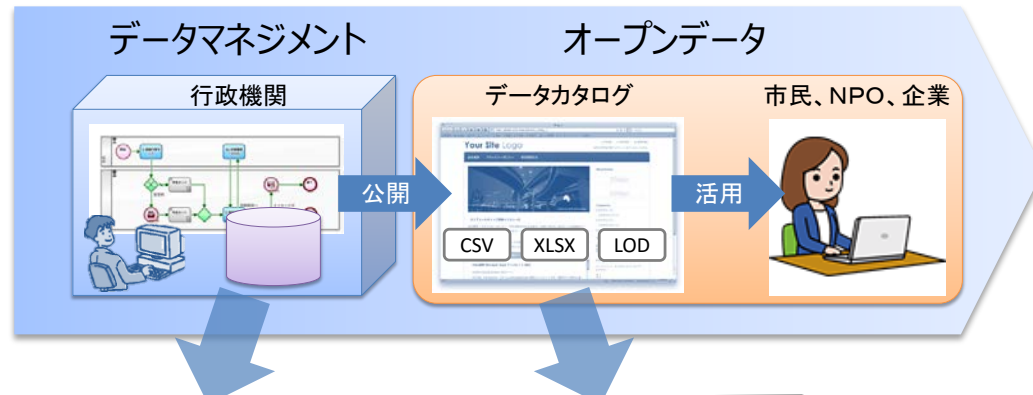 データマネジメント
オープンデータ
行政機関
データカタログ
市民、NPO、企業
Your Site Logo
公開
活用
CSV
XLSX
LOD